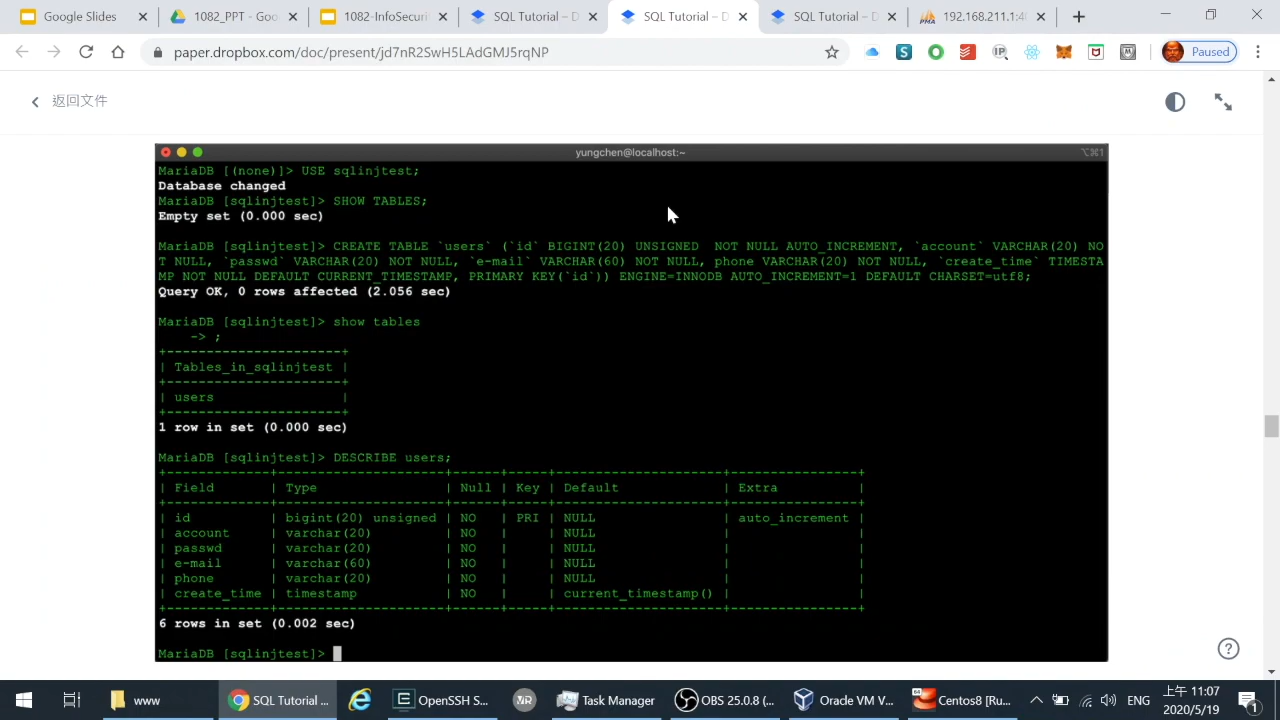 Google Slides
1082_PPT - Goo
1082-InfoSecuri
SQL Tutorial – D
SQL Tutorial – D
SQL Tutorial – D
192.168.211.1:4
paper.dropbox.com/doc/present/jd7nR2SwH5LAdGMJ5rqNP
Paused
返回文件
yungchen@localhost:~
⌥⌘1
MariaDB [(none)]> USE sqlinjtest;
Database changed
MariaDB [sqlinjtest]> SHOW TABLES;
Empty set (0.000 sec)
MariaDB [sqlinjtest]> CREATE TABLE `users` (`id` BIGINT(20) UNSIGNED  NOT NULL AUTO_INCREMENT, `account` VARCHAR(20) NO
T NULL, `passwd` VARCHAR(20) NOT NULL, `e-mail` VARCHAR(60) NOT NULL, phone VARCHAR(20) NOT NULL, `create_time` TIMESTA
MP NOT NULL DEFAULT CURRENT_TIMESTAMP, PRIMARY KEY(`id`)) ENGINE=INNODB AUTO_INCREMENT=1 DEFAULT CHARSET=utf8;
Query OK, 0 rows affected (2.056 sec)
MariaDB [sqlinjtest]> show tables
-> ;
+----------------------+
| Tables_in_sqlinjtest |
+----------------------+
| users                |
+----------------------+
1 row in set (0.000 sec)
MariaDB [sqlinjtest]> DESCRIBE users;
+-------------+---------------------+------+-----+---------------------+----------------+
| Field       | Type                | Null | Key | Default             | Extra          |
+-------------+---------------------+------+-----+---------------------+----------------+
| id          | bigint(20) unsigned | NO   | PRI | NULL                | auto_increment |
| account     | varchar(20)         | NO   |     | NULL                |                |
| passwd      | varchar(20)         | NO   |     | NULL                |                |
| e-mail      | varchar(60)         | NO   |     | NULL                |                |
| phone       | varchar(20)         | NO   |     | NULL                |                |
| create_time | timestamp           | NO   |     | current_timestamp() |                |
+-------------+---------------------+------+-----+---------------------+----------------+
6 rows in set (0.002 sec)
MariaDB [sqlinjtest]>
www
SQL Tutorial ...
OpenSSH S...
VR
Task Manager
OBS 25.0.8 (...
Oracle VM V...
Centos8 [Ru...
ENG
上午 11:07
2020/5/19